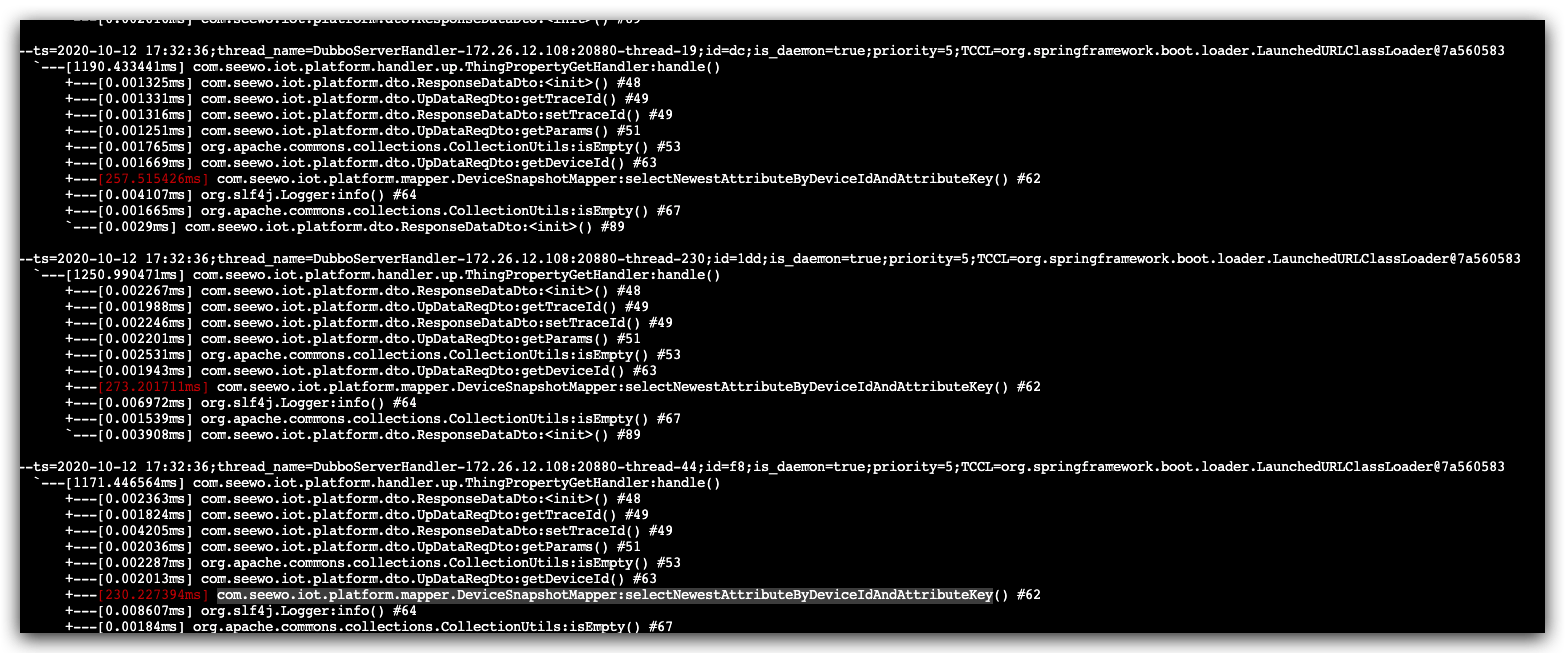 +---[0.002016ms] com.seewo.iot.platform.dto.ResponseDataDto:<init>() #89
--ts=2020-10-12 17:32:36;thread_name=DubboServerHandler-172.26.12.108:20880-thread-19;id=dc;is_daemon=true;priority=5;TCCL=org.springframework.boot.loader.LaunchedURLClassLoader@7a560583
`---[1190.433441ms] com.seewo.iot.platform.handler.up.ThingPropertyGetHandler:handle()
+---[0.001325ms] com.seewo.iot.platform.dto.ResponseDataDto:<init>() #48
+---[0.001331ms] com.seewo.iot.platform.dto.UpDataReqDto:getTraceId() #49
+---[0.001316ms] com.seewo.iot.platform.dto.ResponseDataDto:setTraceId() #49
+---[0.001251ms] com.seewo.iot.platform.dto.UpDataReqDto:getParams() #51
+---[0.001765ms] org.apache.commons.collections.CollectionUtils:isEmpty() #53
+---[0.001669ms] com.seewo.iot.platform.dto.UpDataReqDto:getDeviceId() #63
+---[257.515426ms] com.seewo.iot.platform.mapper.DeviceSnapshotMapper:selectNewestAttributeByDeviceIdAndAttributeKey() #62
+---[0.004107ms] org.slf4j.Logger:info() #64
+---[0.001665ms] org.apache.commons.collections.CollectionUtils:isEmpty() #67
`---[0.0029ms] com.seewo.iot.platform.dto.ResponseDataDto:<init>() #89
--ts=2020-10-12 17:32:36;thread_name=DubboServerHandler-172.26.12.108:20880-thread-230;id=1dd;is_daemon=true;priority=5;TCCL=org.springframework.boot.loader.LaunchedURLClassLoader@7a560583
`---[1250.990471ms] com.seewo.iot.platform.handler.up.ThingPropertyGetHandler:handle()
+---[0.002267ms] com.seewo.iot.platform.dto.ResponseDataDto:<init>() #48
+---[0.001988ms] com.seewo.iot.platform.dto.UpDataReqDto:getTraceId() #49
+---[0.002246ms] com.seewo.iot.platform.dto.ResponseDataDto:setTraceId() #49
+---[0.002201ms] com.seewo.iot.platform.dto.UpDataReqDto:getParams() #51
+---[0.002531ms] org.apache.commons.collections.CollectionUtils:isEmpty() #53
+---[0.001943ms] com.seewo.iot.platform.dto.UpDataReqDto:getDeviceId() #63
+---[273.201711ms] com.seewo.iot.platform.mapper.DeviceSnapshotMapper:selectNewestAttributeByDeviceIdAndAttributeKey() #62
+---[0.006972ms] org.slf4j.Logger:info() #64
+---[0.001539ms] org.apache.commons.collections.CollectionUtils:isEmpty() #67
`---[0.003908ms] com.seewo.iot.platform.dto.ResponseDataDto:<init>() #89
--ts=2020-10-12 17:32:36;thread_name=DubboServerHandler-172.26.12.108:20880-thread-44;id=f8;is_daemon=true;priority=5;TCCL=org.springframework.boot.loader.LaunchedURLClassLoader@7a560583
`---[1171.446564ms] com.seewo.iot.platform.handler.up.ThingPropertyGetHandler:handle()
+---[0.002363ms] com.seewo.iot.platform.dto.ResponseDataDto:<init>() #48
+---[0.001824ms] com.seewo.iot.platform.dto.UpDataReqDto:getTraceId() #49
+---[0.004205ms] com.seewo.iot.platform.dto.ResponseDataDto:setTraceId() #49
+---[0.002036ms] com.seewo.iot.platform.dto.UpDataReqDto:getParams() #51
+---[0.002287ms] org.apache.commons.collections.CollectionUtils:isEmpty() #53
+---[0.002013ms] com.seewo.iot.platform.dto.UpDataReqDto:getDeviceId() #63
+---[230.227394ms] com.seewo.iot.platform.mapper.DeviceSnapshotMapper:selectNewestAttributeByDeviceIdAndAttributeKey() #62
+---[0.008607ms] org.slf4j.Logger:info() #64
+---[0.00184ms] org.apache.commons.collections.CollectionUtils:isEmpty() #67